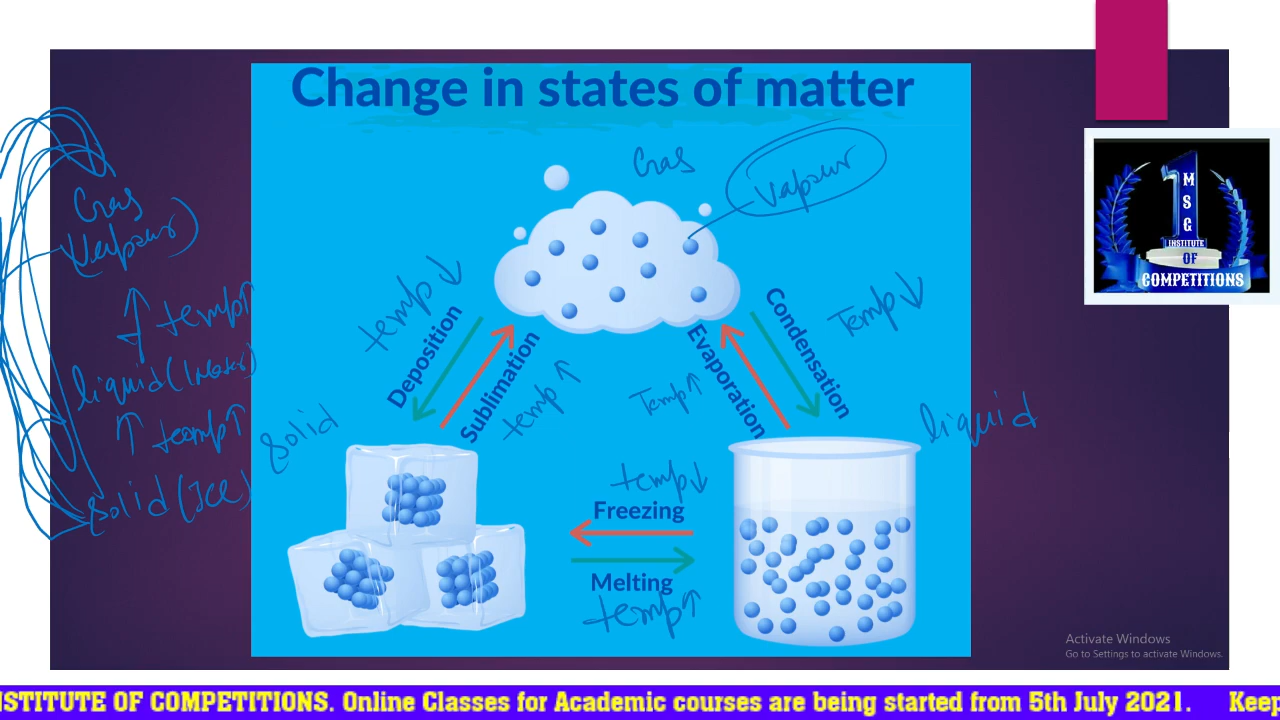 Change in states of matter
Gas
Vapour
Gas
(Vapour)
↑ temp↑
liquid (Water)
↑ temp↑
solid (ICE)
solid
temp↓
Deposition
Sublimation
temp↑
Temp↑
Evaporation
Condensation
Temp↓
liquid
temp↓
Freezing
Melting
temp↑
1
M
S
G
INSTITUTE
OF
COMPETITIONS
Activate Windows
Go to Settings to activate Windows.
NSTITUTE OF COMPETITIONS. Online Classes for Academic courses are being started from 5th July 2021. Keep